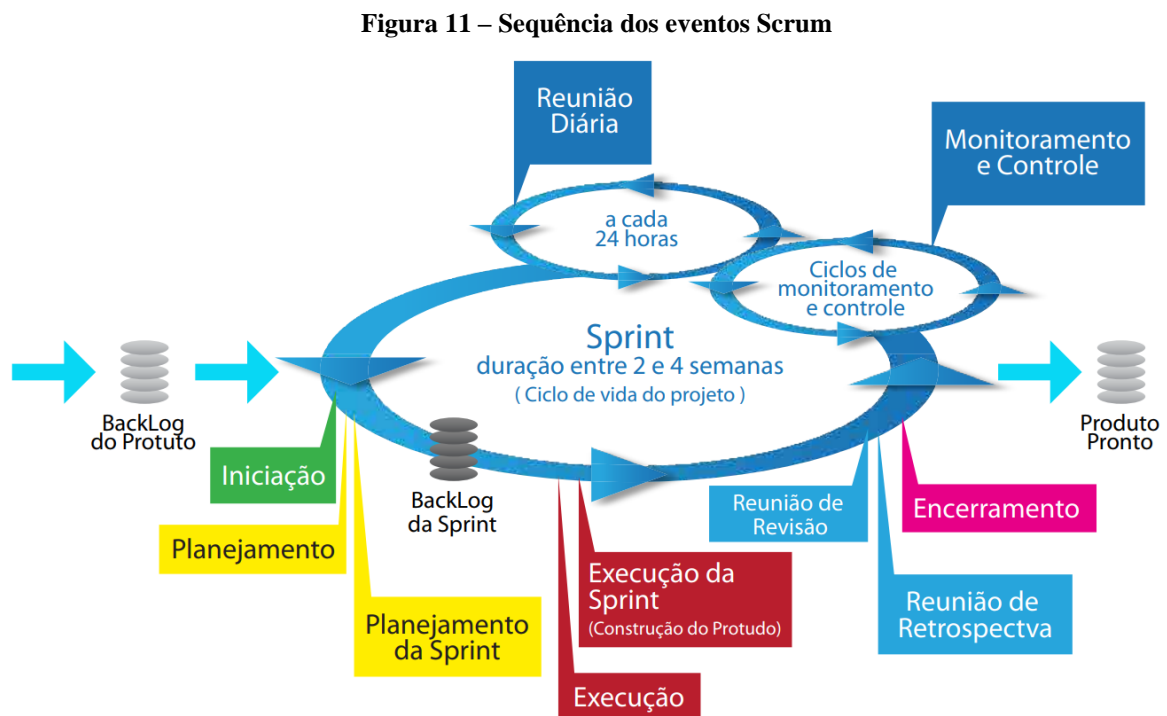 Figura 11 – Sequência dos eventos Scrum
Reunião
Diária
Monitoramento
e Controle
a cada
24 horas
Ciclos de
monitoramento
e controle
Sprint
duração entre 2 e 4 semanas
( Ciclo de vida do projeto )
BackLog
do Protuto
Produto
Pronto
Iniciação
BackLog
da Sprint
Reunião de
Revisão
Encerramento
Planejamento
Execução da
Sprint
(Construção do Protudo)
Planejamento
da Sprint
Reunião de
Retrospectva
Execução